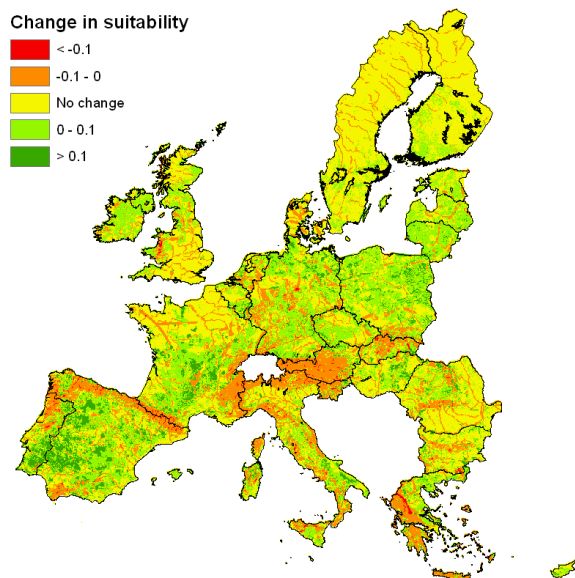 Change in suitability
< -0.1
-0.1 - 0
No change
0 - 0.1
> 0.1